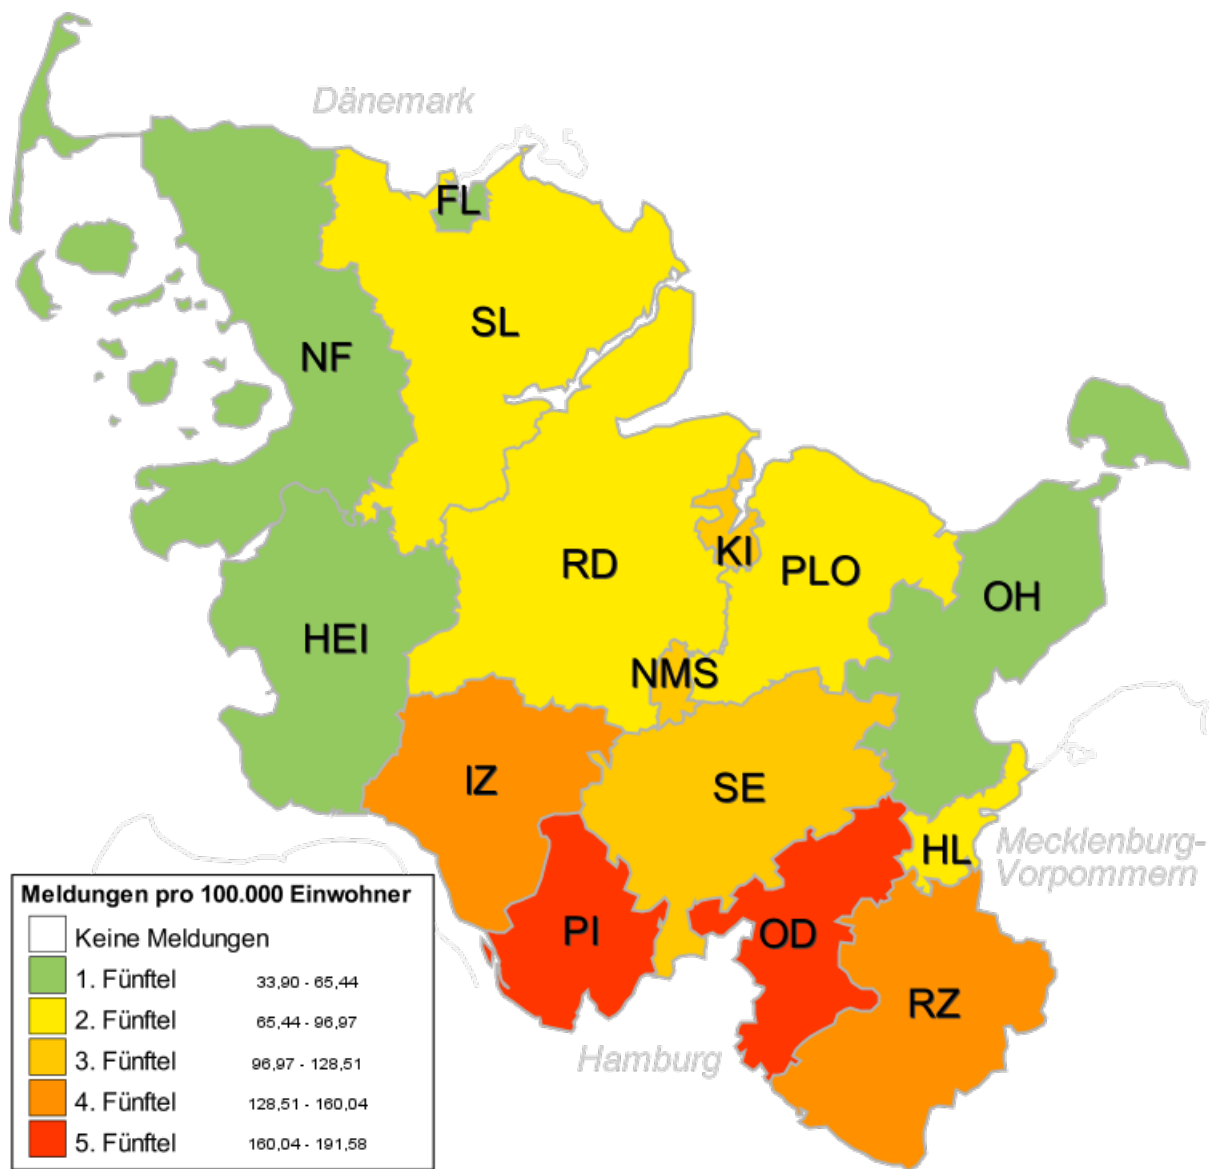 Dänemark
FL
SL
NF
RD
KI
PLO
OH
HEI
NMS
IZ
SE
HL
Mecklenburg-
Vorpommern
PI
OD
RZ
Hamburg
Meldungen pro 100.000 Einwohner
Keine Meldungen
1. Fünftel 33,90 - 65,44
2. Fünftel 65,44 - 96,97
3. Fünftel 96,97 - 128,51
4. Fünftel 128,51 - 160,04
5. Fünftel 160,04 - 191,58